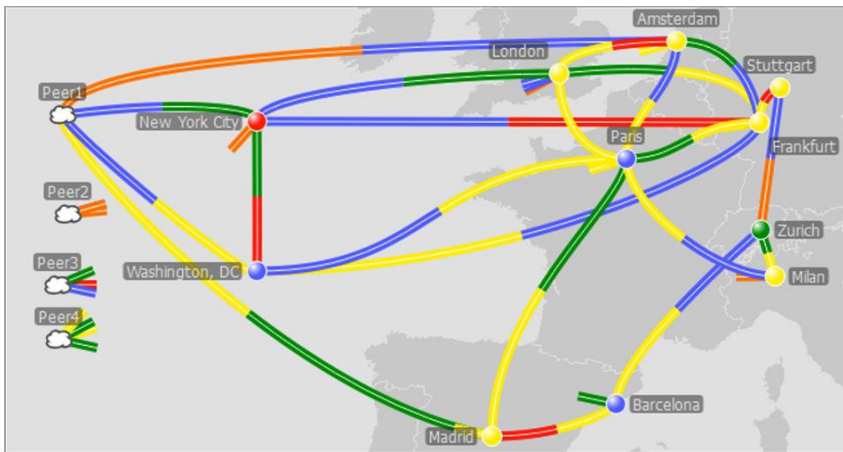 Amsterdam
London
Stuttgart
Peer1
New York City
Paris
Frankfurt
Peer2
Zurich
Peer3
Washington, DC
Milan
Peer4
Barcelona
Madrid